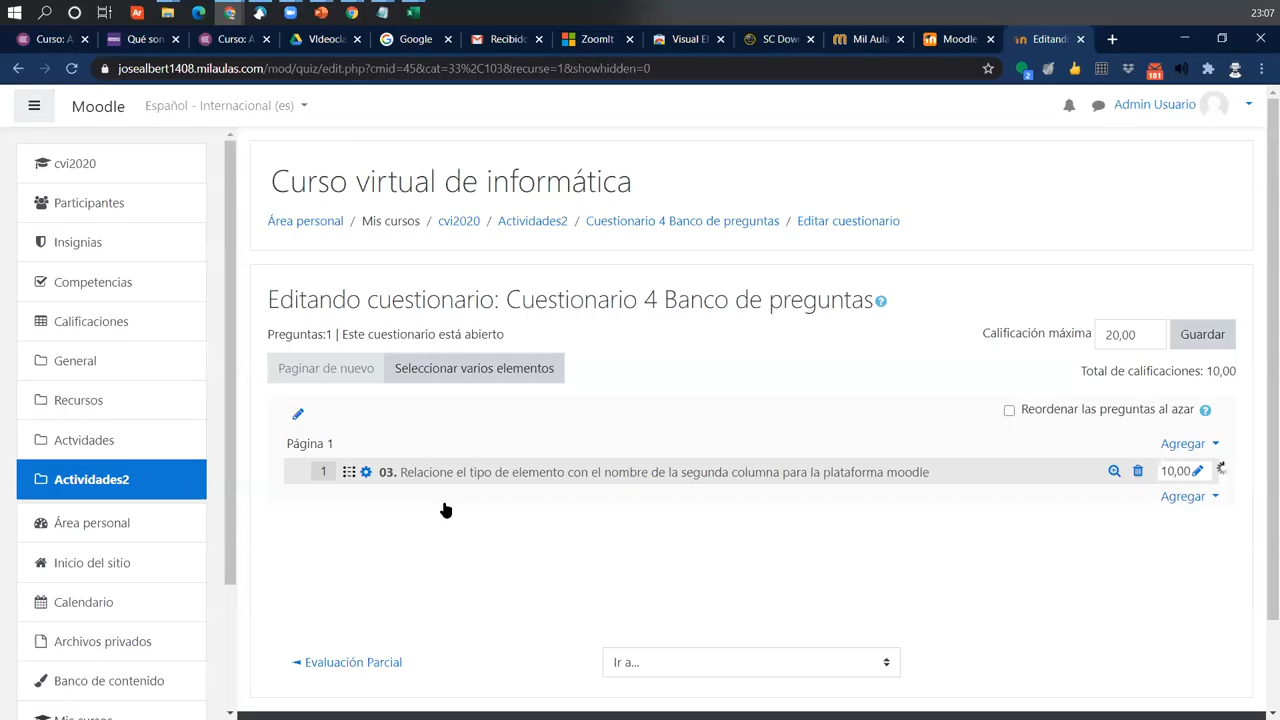 23:07
Curso: A
Qué son
Curso: A
Videocla
Google
Recibido
ZoomIt
Visual Ef
SC Dow
Mil Aula
Moodle
Editand
josealbert1408.milaulas.com/mod/quiz/edit.php?cmid=45&cat=33%2C103&recurse=1&showhidden=0
2
181
Moodle
Español - Internacional (es)
Admin Usuario
cvi2020
Participantes
Insignias
Competencias
Calificaciones
General
Recursos
Actvidades
Actividades2
Área personal
Inicio del sitio
Calendario
Archivos privados
Banco de contenido
Mis cursos
Curso virtual de informática
Área personal / Mis cursos / cvi2020 / Actividades2 / Cuestionario 4 Banco de preguntas / Editar cuestionario
Editando cuestionario: Cuestionario 4 Banco de preguntas
Preguntas:1 | Este cuestionario está abierto
Calificación máxima 20,00 Guardar
Paginar de nuevo Seleccionar varios elementos
Total de calificaciones: 10,00
Reordenar las preguntas al azar
Página 1
Agregar
1 03. Relacione el tipo de elemento con el nombre de la segunda columna para la plataforma moodle 10,00
Agregar
◄ Evaluación Parcial
Ir a...